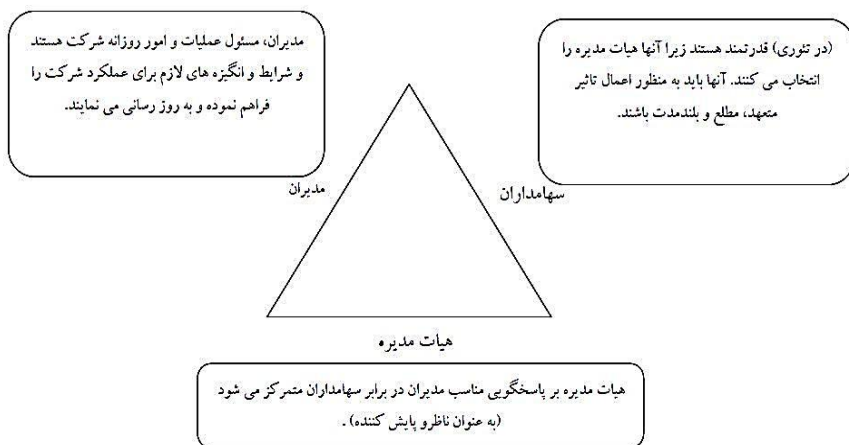 (در تئوری) قدرتمند هستند زیرا آنها هیات مدیره را
انتخاب می کنند. آنها باید به منظور اعمال تاثیر
متعهد، مطلع و بلندمدت باشند.
مدیران، مسئول عملیات و امور روزانه شرکت هستند
و شرایط و انگیزه های لازم برای عملکرد شرکت را
فراهم نموده و به روز رسانی می نمایند.
سهامداران
مدیران
هیات مدیره
هیات مدیره بر پاسخگویی مناسب مدیران در برابر سهامداران متمرکز می شود
(به عنوان ناظرو پایش کننده) .